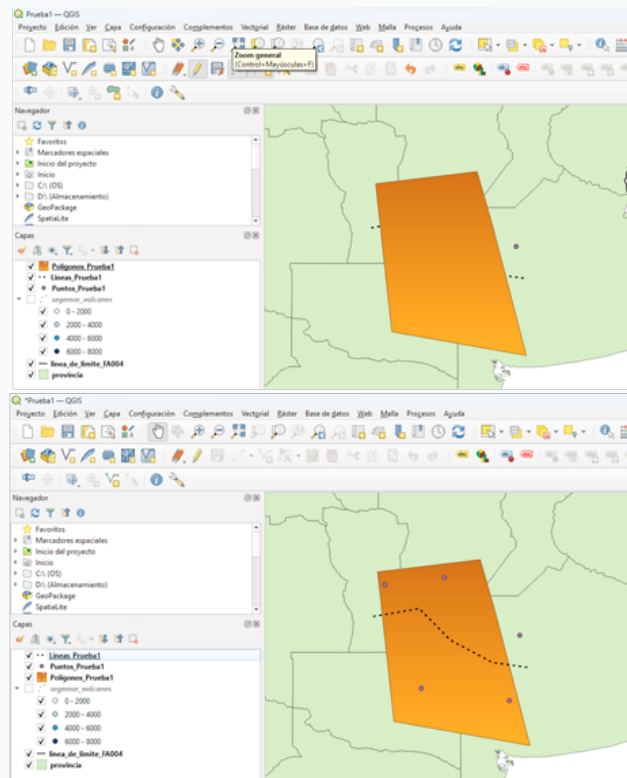 Prueba1 — QGIS
Proyecto Edición Ver Capa Configuración Complementos Vectorial Ráster Base de datos Web Malla Procesos Ayuda
Zoom general
(Control+Mayúsculas+F)
Navegador
Favoritos
Marcadores espaciales
Inicio del proyecto
Inicio
C:\ (OS)
D:\ (Almacenamiento)
GeoPackage
SpatiaLite
Capas
Polígonos_Prueba1
Líneas_Prueba1
Puntos_Prueba1
segemar_volcanes
0 - 2000
2000 - 4000
4000 - 6000
6000 - 8000
linea_de_limite_FA004
provincia
*Prueba1 — QGIS
Proyecto Edición Ver Capa Configuración Complementos Vectorial Ráster Base de datos Web Malla Procesos Ayuda
Navegador
Favoritos
Marcadores espaciales
Inicio del proyecto
Inicio
C:\ (OS)
D:\ (Almacenamiento)
GeoPackage
SpatiaLite
Capas
Líneas_Prueba1
Puntos_Prueba1
Polígonos_Prueba1
segemar_volcanes
0 - 2000
2000 - 4000
4000 - 6000
6000 - 8000
linea_de_limite_FA004
provincia